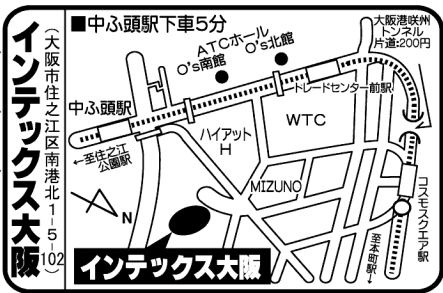 インテックス大阪
(大阪市住之江区南港北1-5-102)
■中ふ頭駅下車5分
大阪港咲州
トンネル
片道:200円
ATCホール
O's南館
O's北館
トレードセンター前駅
中ふ頭駅
WTC
ハイアット
H
←至住之江
公園駅
MIZUNO
コスモスクエア駅
N
至本町駅→
インテックス大阪